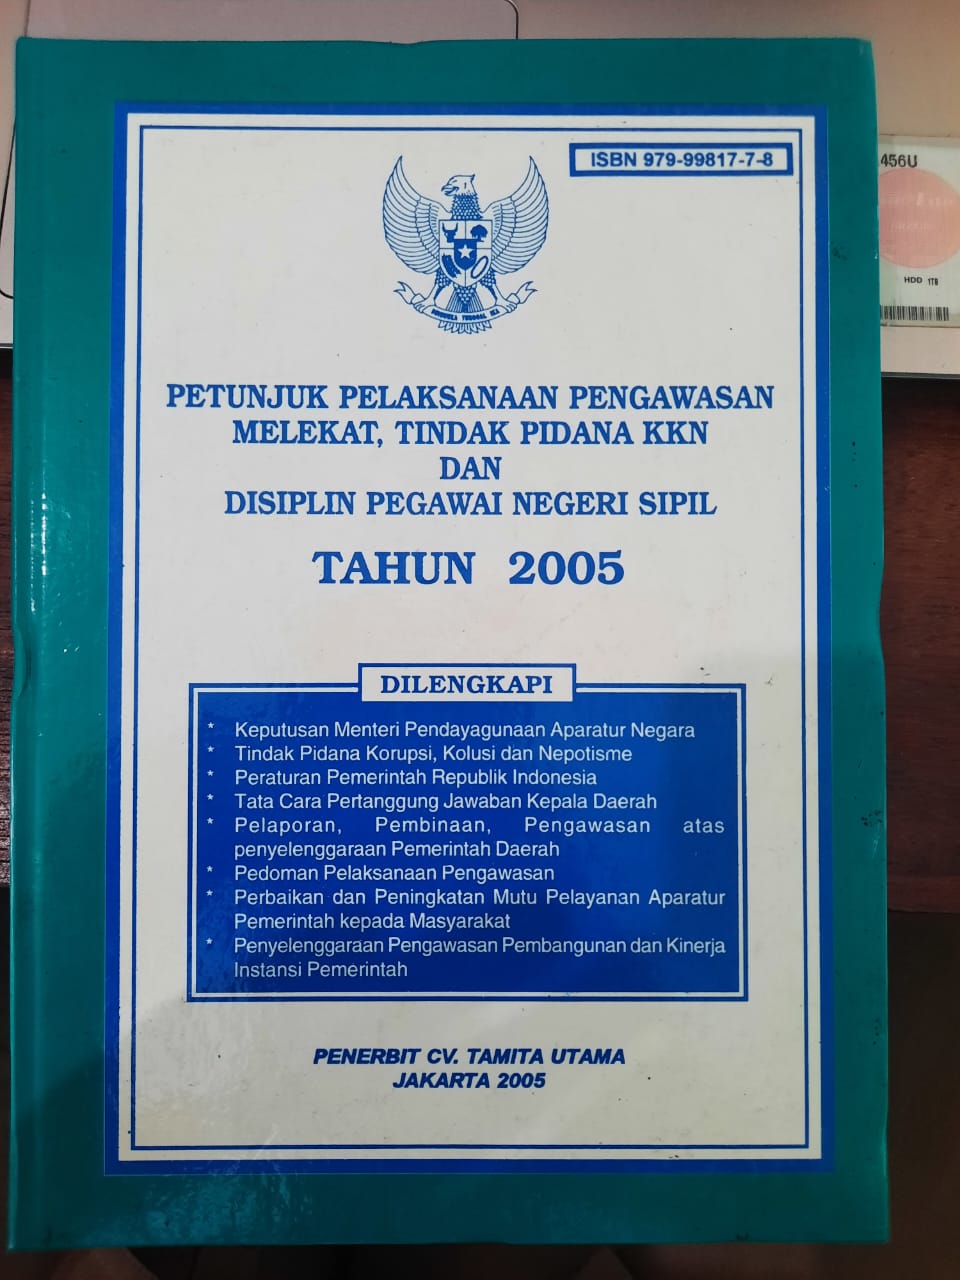 ISBN 979-99817-7-8
BHINNEKA TUNGGAL IKA
PETUNJUK PELAKSANAAN PENGAWASAN
MELEKAT, TINDAK PIDANA KKN
DAN
DISIPLIN PEGAWAI NEGERI SIPIL
TAHUN 2005
DILENGKAPI
* Keputusan Menteri Pendayagunaan Aparatur Negara
* Tindak Pidana Korupsi, Kolusi dan Nepotisme
* Peraturan Pemerintah Republik Indonesia
* Tata Cara Pertanggung Jawaban Kepala Daerah
* Pelaporan, Pembinaan, Pengawasan atas
penyelenggaraan Pemerintah Daerah
* Pedoman Pelaksanaan Pengawasan
* Perbaikan dan Peningkatan Mutu Pelayanan Aparatur
Pemerintah kepada Masyarakat
* Penyelenggaraan Pengawasan Pembangunan dan Kinerja
Instansi Pemerintah
PENERBIT CV. TAMITA UTAMA
JAKARTA 2005
456U
HDD 1TB